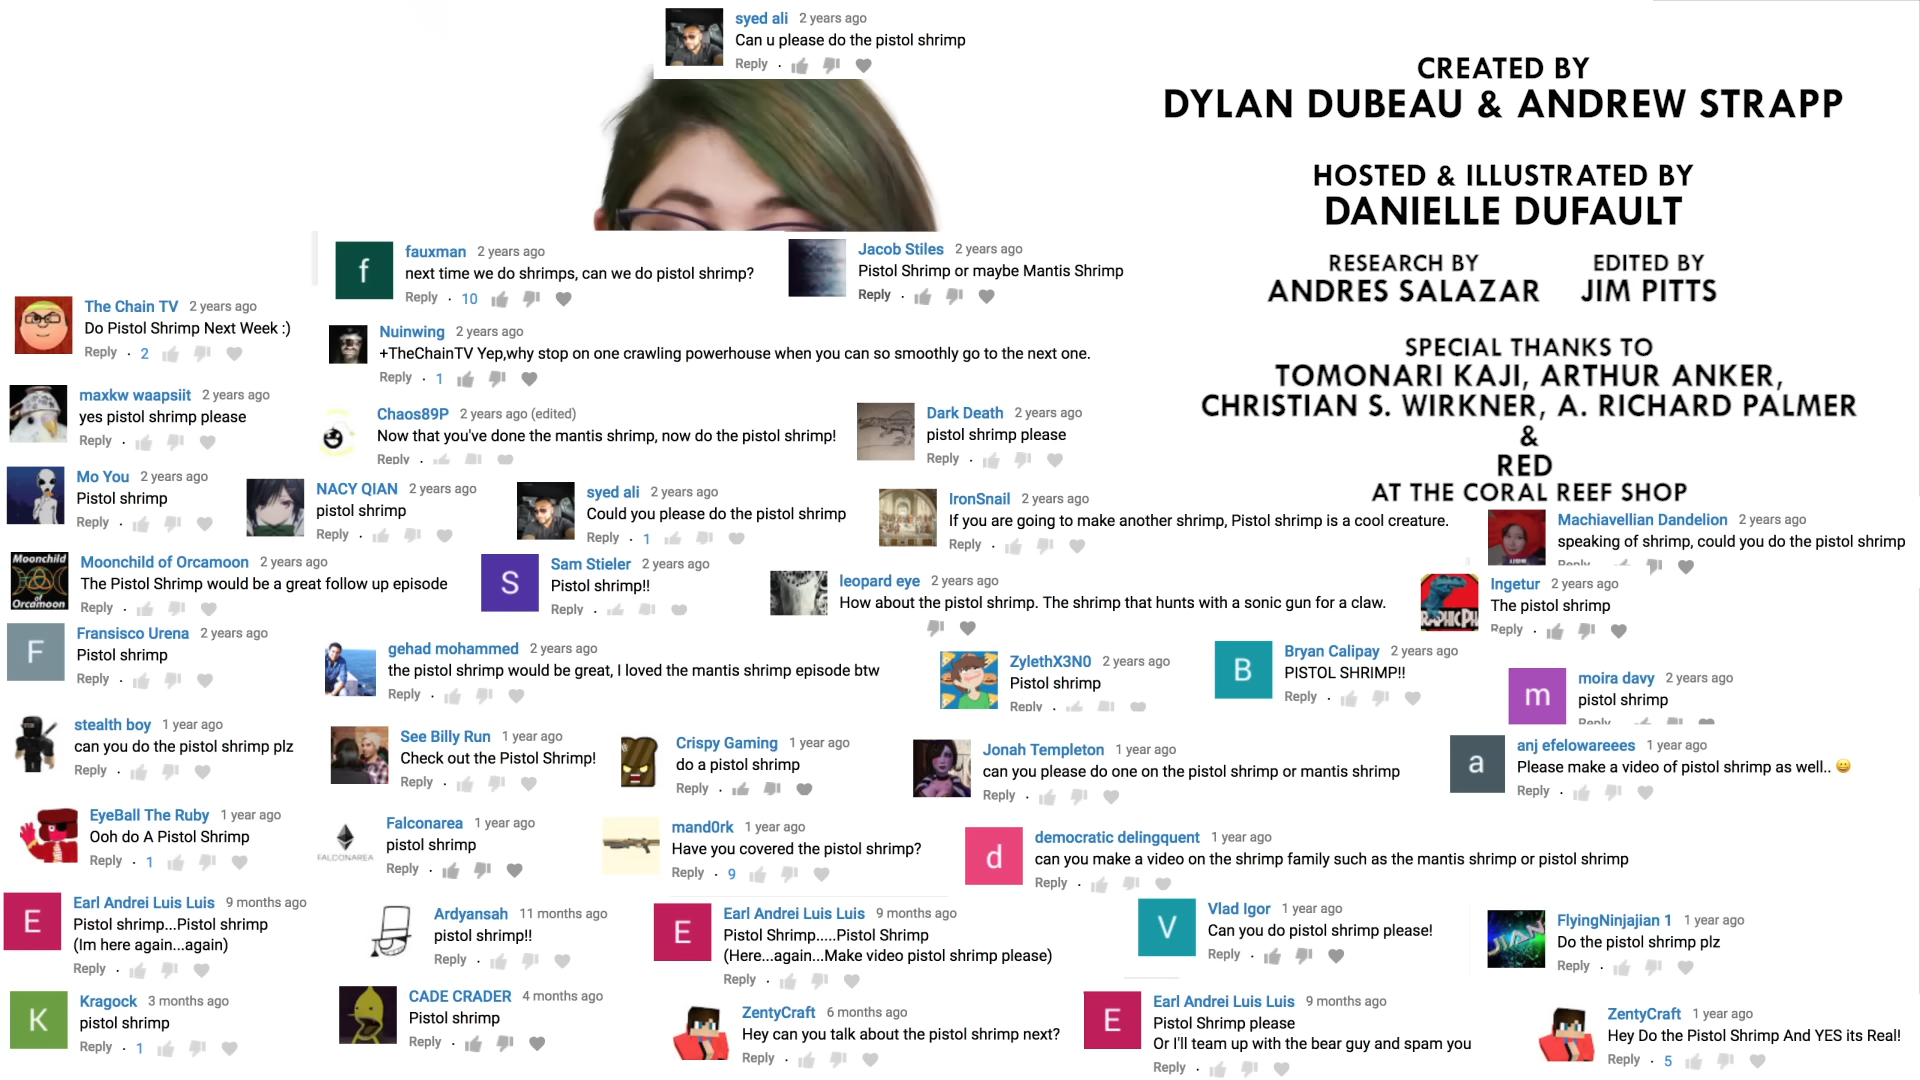 syed ali 2 years ago
Can u please do the pistol shrimp
Reply
CREATED BY
DYLAN DUBEAU & ANDREW STRAPP
HOSTED & ILLUSTRATED BY
DANIELLE DUFAULT
RESEARCH BY
ANDRES SALAZAR
EDITED BY
JIM PITTS
SPECIAL THANKS TO
TOMONARI KAJI, ARTHUR ANKER,
CHRISTIAN S. WIRKNER, A. RICHARD PALMER
&
RED
AT THE CORAL REEF SHOP
f
fauxman 2 years ago
next time we do shrimps, can we do pistol shrimp?
Reply · 10
Jacob Stiles 2 years ago
Pistol Shrimp or maybe Mantis Shrimp
Reply ·
The Chain TV 2 years ago
Do Pistol Shrimp Next Week :)
Reply · 2
Nuinwing 2 years ago
+TheChainTV Yep,why stop on one crawling powerhouse when you can so smoothly go to the next one.
Reply · 1
maxkw waapsiit 2 years ago
yes pistol shrimp please
Reply ·
Chaos89P 2 years ago (edited)
Now that you've done the mantis shrimp, now do the pistol shrimp!
Reply ·
Dark Death 2 years ago
pistol shrimp please
Reply ·
Mo You 2 years ago
Pistol shrimp
Reply ·
NACY QIAN 2 years ago
pistol shrimp
Reply ·
syed ali 2 years ago
Could you please do the pistol shrimp
Reply · 1
IronSnail 2 years ago
If you are going to make another shrimp, Pistol shrimp is a cool creature.
Reply ·
Machiavellian Dandelion 2 years ago
speaking of shrimp, could you do the pistol shrimp
Reply ·
Moonchild
of
Orcamoon
Moonchild of Orcamoon 2 years ago
The Pistol Shrimp would be a great follow up episode
Reply ·
S
Sam Stieler 2 years ago
Pistol shrimp!!
Reply ·
leopard eye 2 years ago
How about the pistol shrimp. The shrimp that hunts with a sonic gun for a claw.
Ingetur 2 years ago
The pistol shrimp
Reply ·
F
Fransisco Urena 2 years ago
Pistol shrimp
Reply ·
gehad mohammed 2 years ago
the pistol shrimp would be great, I loved the mantis shrimp episode btw
Reply ·
ZylethX3N0 2 years ago
Pistol shrimp
Reply ·
B
Bryan Calipay 2 years ago
PISTOL SHRIMP!!
Reply ·
m
moira davy 2 years ago
pistol shrimp
Reply ·
stealth boy 1 year ago
can you do the pistol shrimp plz
Reply ·
See Billy Run 1 year ago
Check out the Pistol Shrimp!
Reply ·
Crispy Gaming 1 year ago
do a pistol shrimp
Reply ·
Jonah Templeton 1 year ago
can you please do one on the pistol shrimp or mantis shrimp
Reply ·
a
anj efelowareees 1 year ago
Please make a video of pistol shrimp as well.. 😀
Reply ·
EyeBall The Ruby 1 year ago
Ooh do A Pistol Shrimp
Reply · 1
FALCONAREA
Falconarea 1 year ago
pistol shrimp
Reply ·
mand0rk 1 year ago
Have you covered the pistol shrimp?
Reply · 9
d
democratic delingquent 1 year ago
can you make a video on the shrimp family such as the mantis shrimp or pistol shrimp
Reply ·
E
Earl Andrei Luis Luis 9 months ago
Pistol shrimp...Pistol shrimp
(Im here again...again)
Reply ·
Ardyansah 11 months ago
pistol shrimp!!
Reply ·
E
Earl Andrei Luis Luis 9 months ago
Pistol Shrimp.....Pistol Shrimp
(Here...again...Make video pistol shrimp please)
Reply ·
V
Vlad Igor 1 year ago
Can you do pistol shrimp please!
Reply ·
JIAN
FlyingNinjajian 1 1 year ago
Do the pistol shrimp plz
Reply ·
K
Kragock 3 months ago
pistol shrimp
Reply · 1
CADE CRADER 4 months ago
Pistol shrimp
Reply ·
ZentyCraft 6 months ago
Hey can you talk about the pistol shrimp next?
Reply ·
E
Earl Andrei Luis Luis 9 months ago
Pistol Shrimp please
Or I'll team up with the bear guy and spam you
Reply ·
ZentyCraft 1 year ago
Hey Do the Pistol Shrimp And YES its Real!
Reply · 5